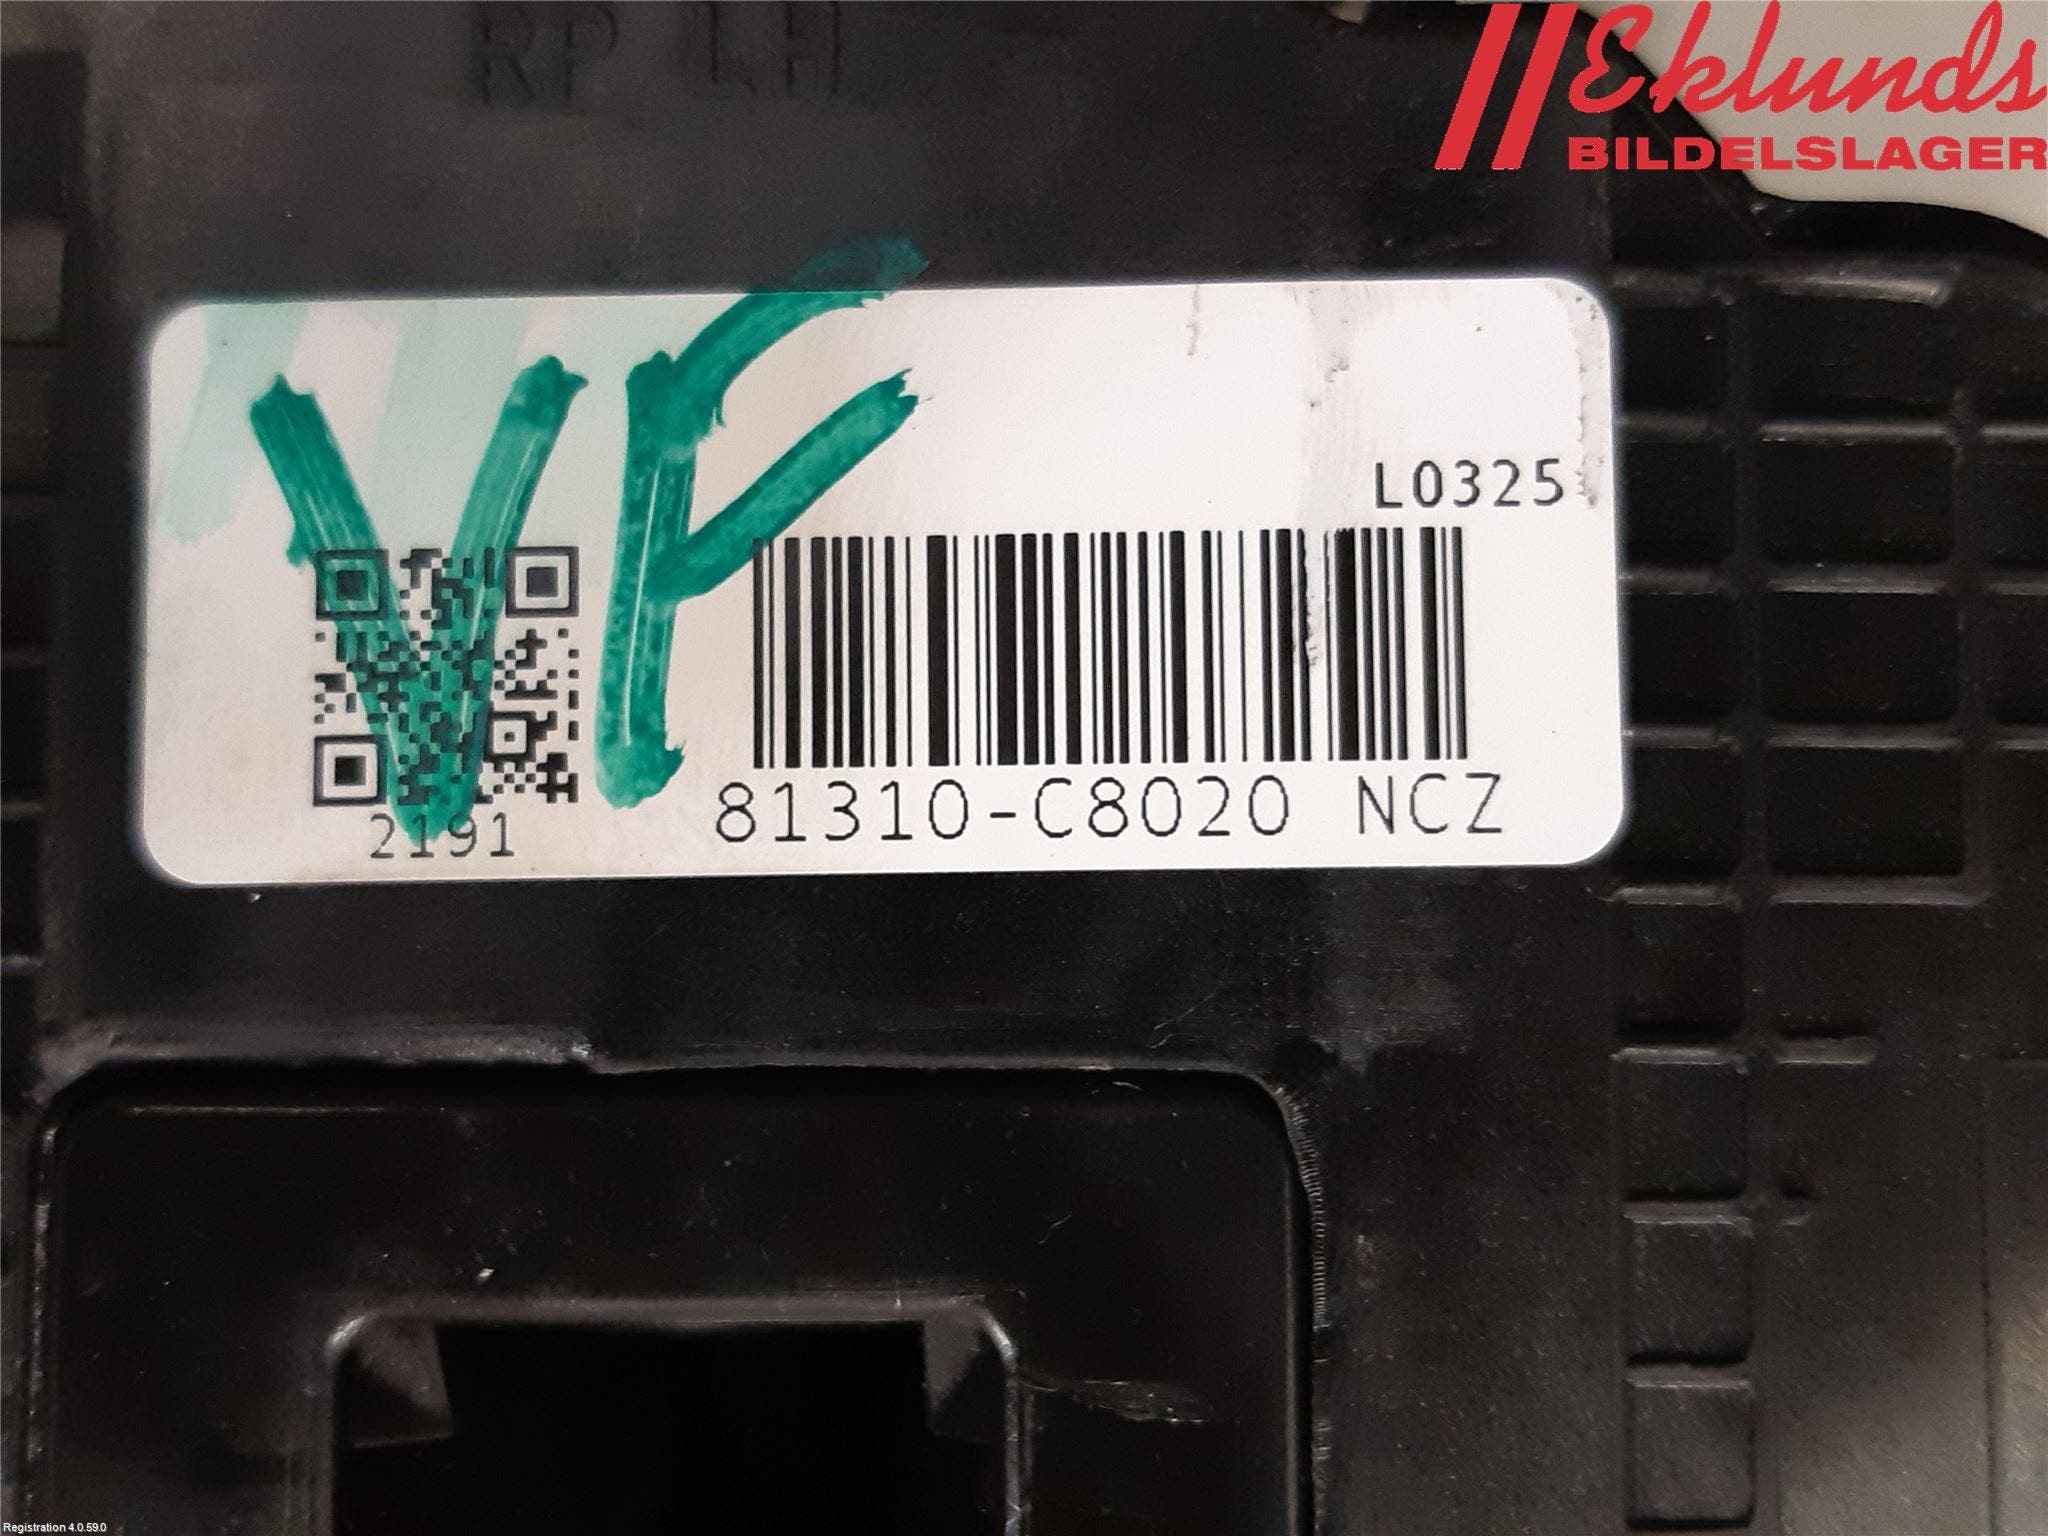 RP LH
Eklunds
BILDELSLAGER
VF
L0325
2191
81310-C8020 NCZ
Registration 4.0.59.0